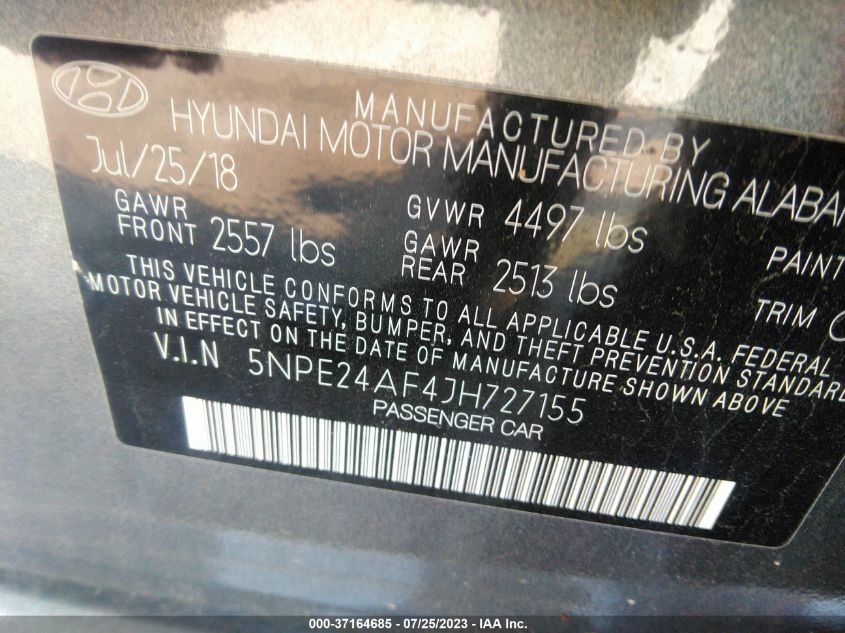 MANUFACTURED BY
HYUNDAI MOTOR MANUFACTURING ALABA
Jul/25/18
GAWR FRONT 2557 lbs GVWR 4497 lbs
GAWR REAR 2513 lbs PAINT
TRIM
THIS VEHICLE CONFORMS TO ALL APPLICABLE U.S.A. FEDERAL
MOTOR VEHICLE SAFETY, BUMPER, AND THEFT PREVENTION STANDARD
IN EFFECT ON THE DATE OF MANUFACTURE SHOWN ABOVE
V.I.N 5NPE24AF4JH727155
PASSENGER CAR
000-37164685 - 07/25/2023 - IAA Inc.